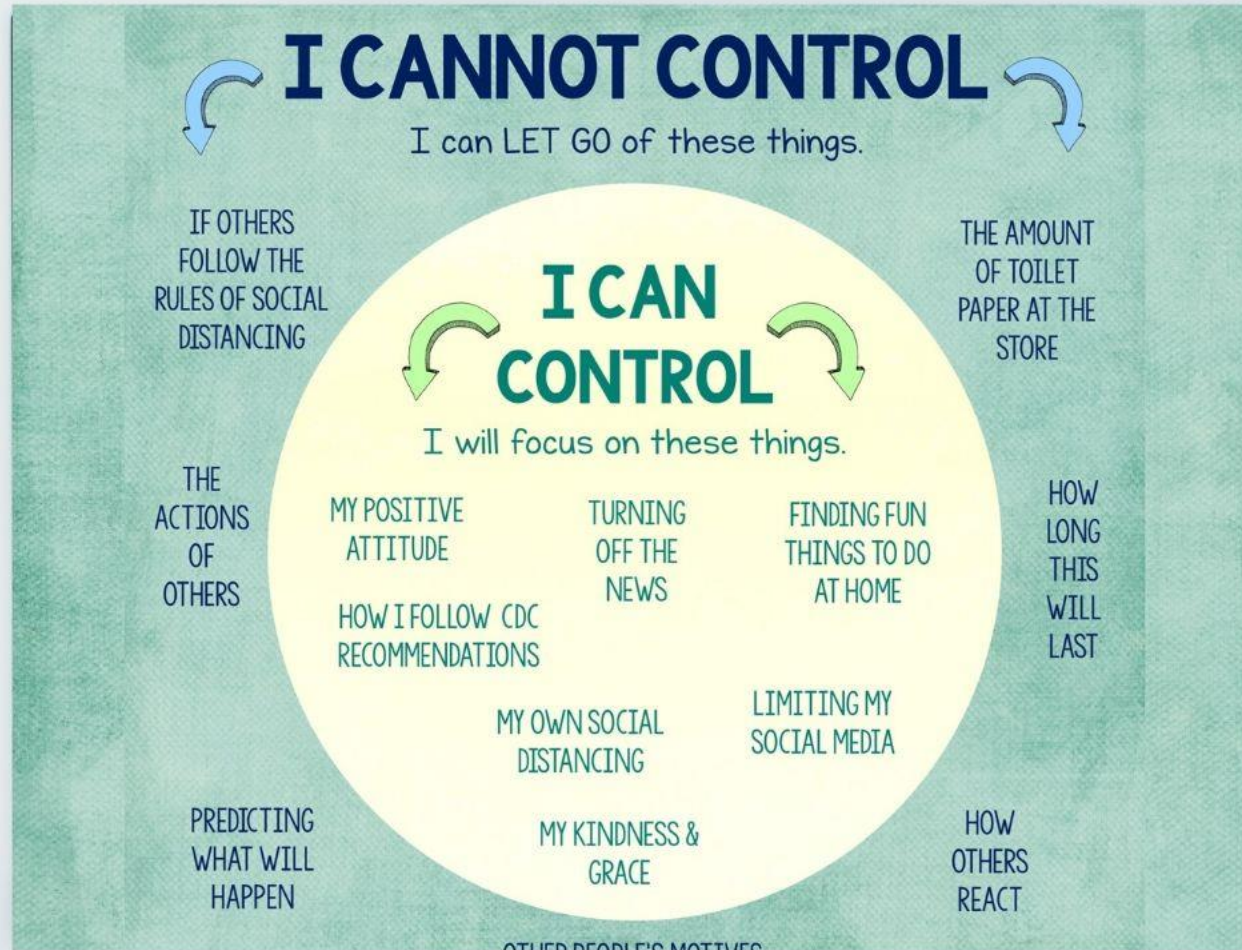 I CANNOT CONTROL
I can LET GO of these things.
IF OTHERS
FOLLOW THE
RULES OF SOCIAL
DISTANCING
THE AMOUNT
OF TOILET
PAPER AT THE
STORE
I CAN
CONTROL
I will focus on these things.
THE
ACTIONS
OF
OTHERS
MY POSITIVE
ATTITUDE
TURNING
OFF THE
NEWS
FINDING FUN
THINGS TO DO
AT HOME
HOW
LONG
THIS
WILL
LAST
HOW I FOLLOW CDC
RECOMMENDATIONS
MY OWN SOCIAL
DISTANCING
LIMITING MY
SOCIAL MEDIA
PREDICTING
WHAT WILL
HAPPEN
MY KINDNESS &
GRACE
HOW
OTHERS
REACT
OTHER PEOPLE'S MOTIVES